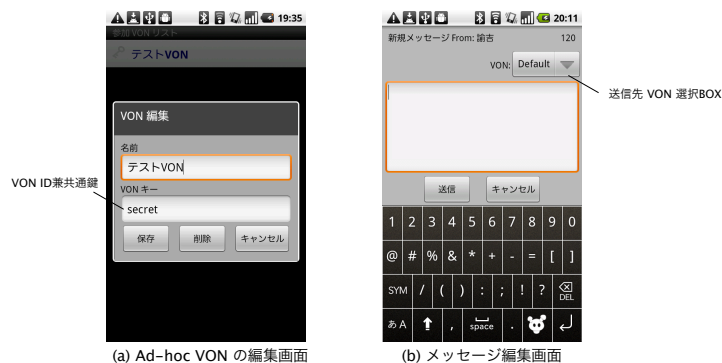 19:35
参加 VON リスト
テストVON
VON 編集
名前
テストVON
VON キー
secret
保存 削除 キャンセル
VON ID兼共通鍵
(a) Ad-hoc VON の編集画面
20:11
新規メッセージ From: 諭吉 120
VON: Default
送信先 VON 選択BOX
送信 キャンセル
1 2 3 4 5 6 7 8 9 0
@ # % & * + - = [ ]
SYM / ( ) : ; ! ? DEL
あ A , space .
(b) メッセージ編集画面